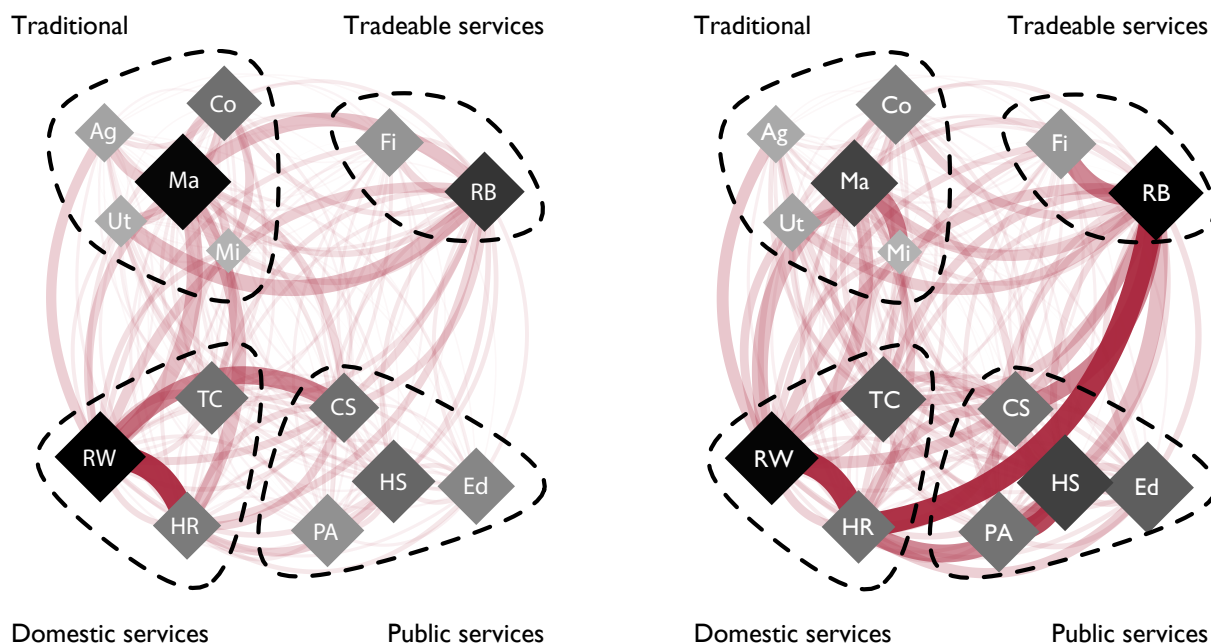 Traditional
Tradeable services
Traditional
Tradeable services
Co
Ag
Fi
Ma
RB
Ut
Mi
TC
CS
RW
HS
Ed
HR
PA
Co
Ag
Fi
Ma
RB
Ut
Mi
TC
CS
RW
HS
Ed
HR
PA
Domestic services
Public services
Domestic services
Public services